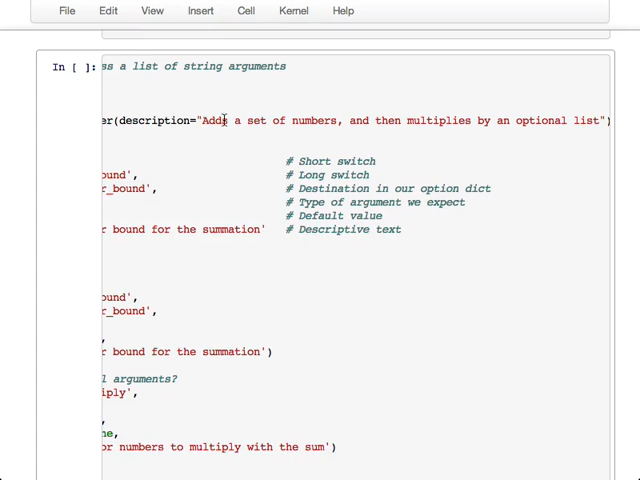 File Edit View Insert Cell Kernel Help
In [ ]: ss a list of string arguments
er(description="Adds a set of numbers, and then multiplies by an optional list")
# Short switch
ound', # Long switch
r_bound', # Destination in our option dict
# Type of argument we expect
# Default value
r bound for the summation' # Descriptive text
ound',
r_bound',
,
r bound for the summation')
l arguments?
iply',
,
ne,
or numbers to multiply with the sum')